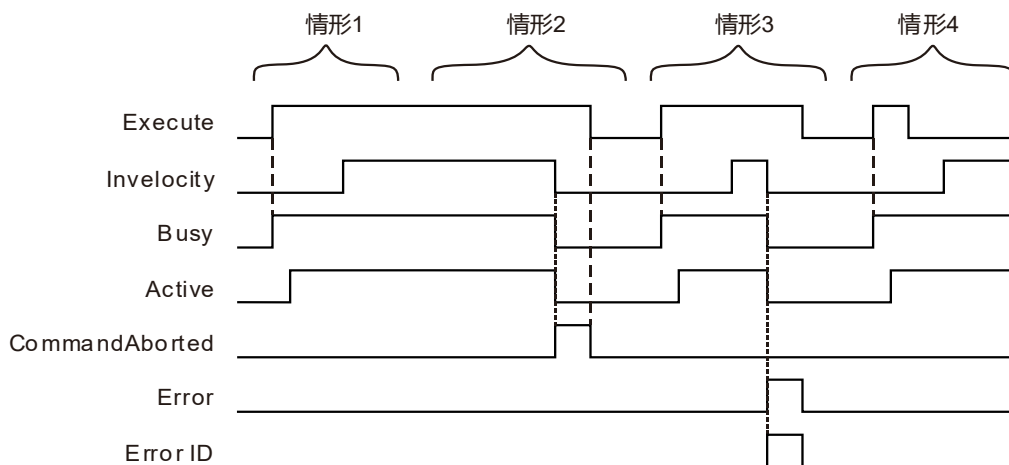 情形1 情形2 情形3 情形4
Execute
Invelocity
Busy
Active
CommandAborted
Error
Error ID